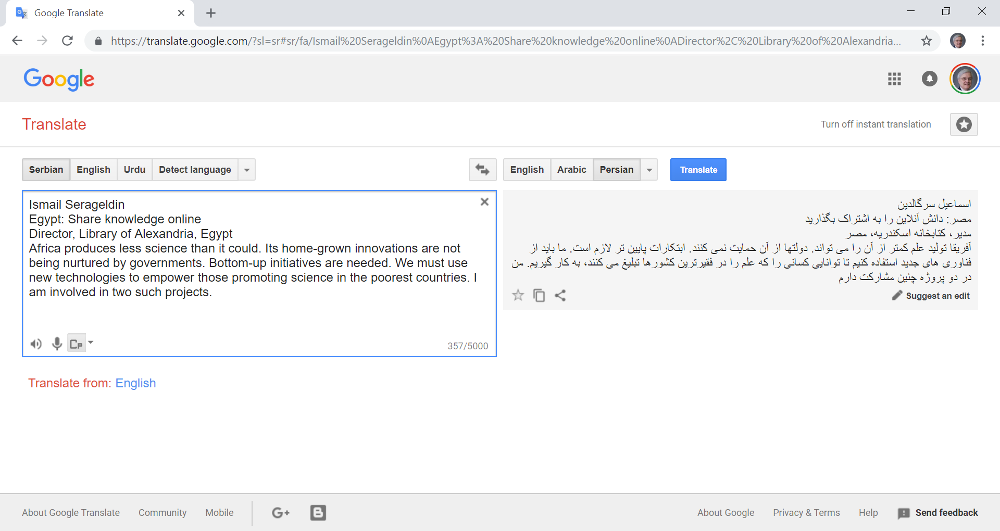 Google Translate
https://translate.google.com/?sl=sr#sr/fa/Ismail%20Serageldin%0AEgypt%3A%20Share%20knowledge%20online%0ADirector%2C%20Library%20of%20Alexandria...
Google
Translate
Turn off instant translation
Serbian English Urdu Detect language
English Arabic Persian Translate
Ismail Serageldin
Egypt: Share knowledge online
Director, Library of Alexandria, Egypt
Africa produces less science than it could. Its home-grown innovations are not
being nurtured by governments. Bottom-up initiatives are needed. We must use
new technologies to empower those promoting science in the poorest countries. I
am involved in two such projects.
357/5000
اسماعیل سرگالدین
مصر: دانش آنلاین را به اشتراک بگذارید
مدیر، کتابخانه اسکندریه، مصر
آفریقا تولید علم کمتر از آن را می تواند. دولتها از آن حمایت نمی کنند. ابتکارات پایین تر لازم است. ما باید از
فناوری های جدید استفاده کنیم تا توانایی کسانی را که علم را در فقیرترین کشورها تبلیغ می کنند، به کار گیریم. من
در دو پروژه چنین مشارکت دارم
Suggest an edit
Translate from: English
About Google Translate Community Mobile G+ B
About Google Privacy & Terms Help Send feedback